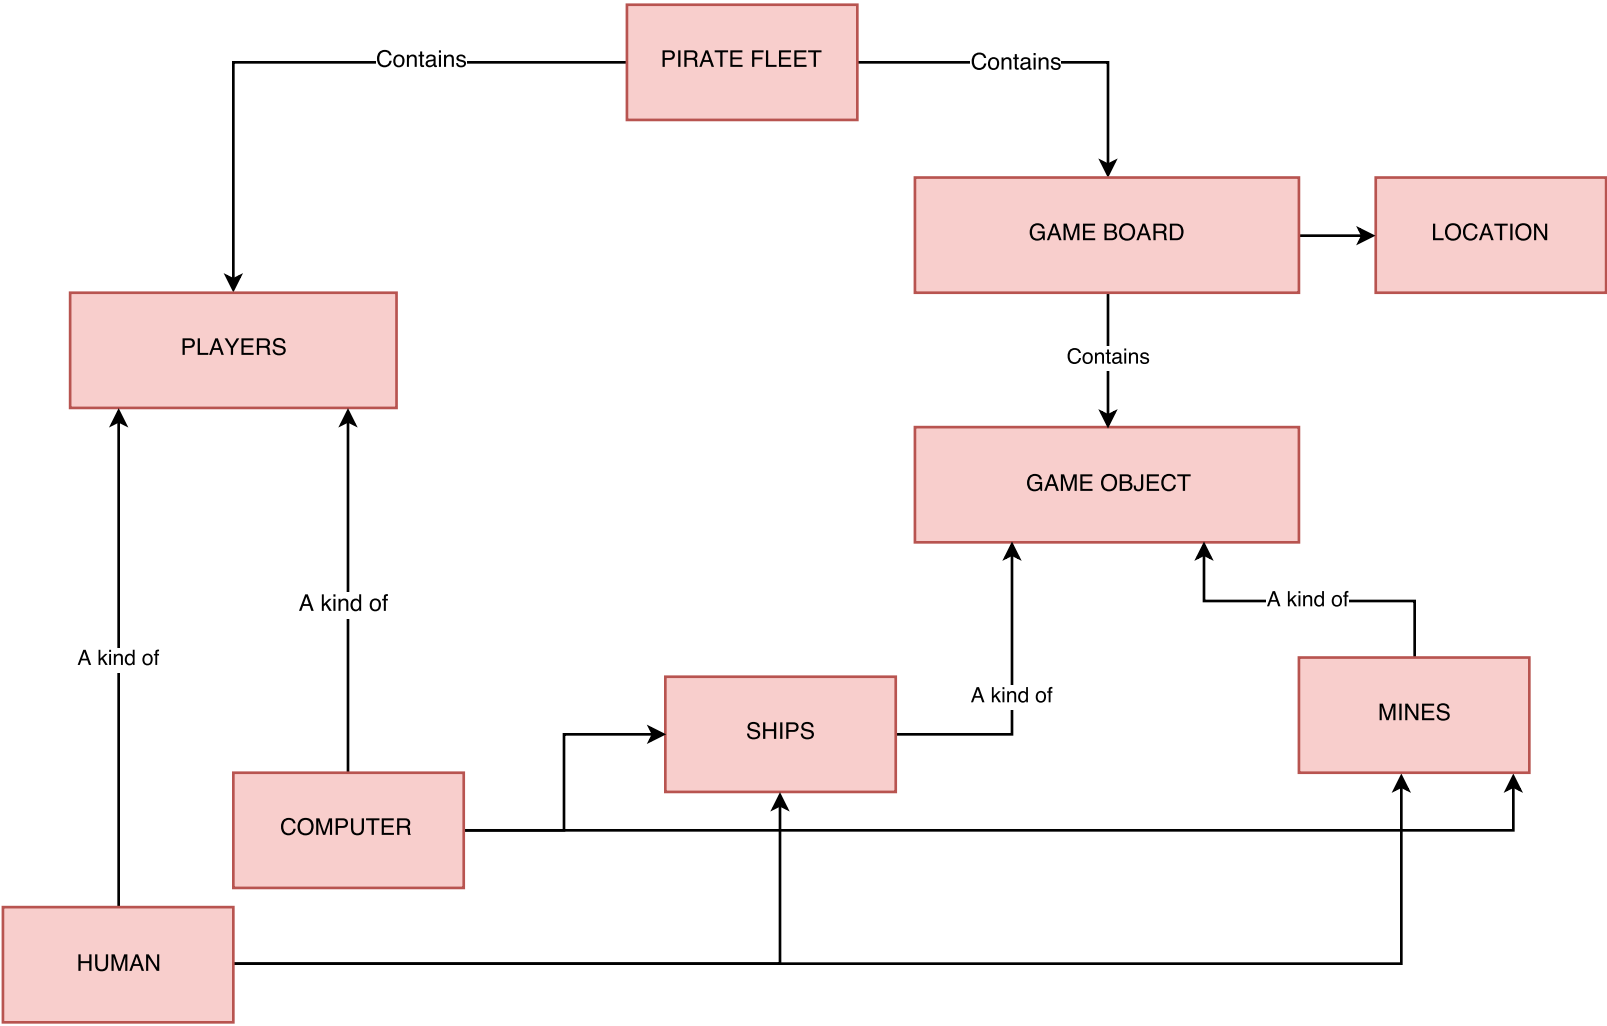 Contains
PIRATE FLEET
Contains
GAME BOARD
LOCATION
PLAYERS
Contains
GAME OBJECT
A kind of
A kind of
A kind of
A kind of
SHIPS
MINES
COMPUTER
HUMAN